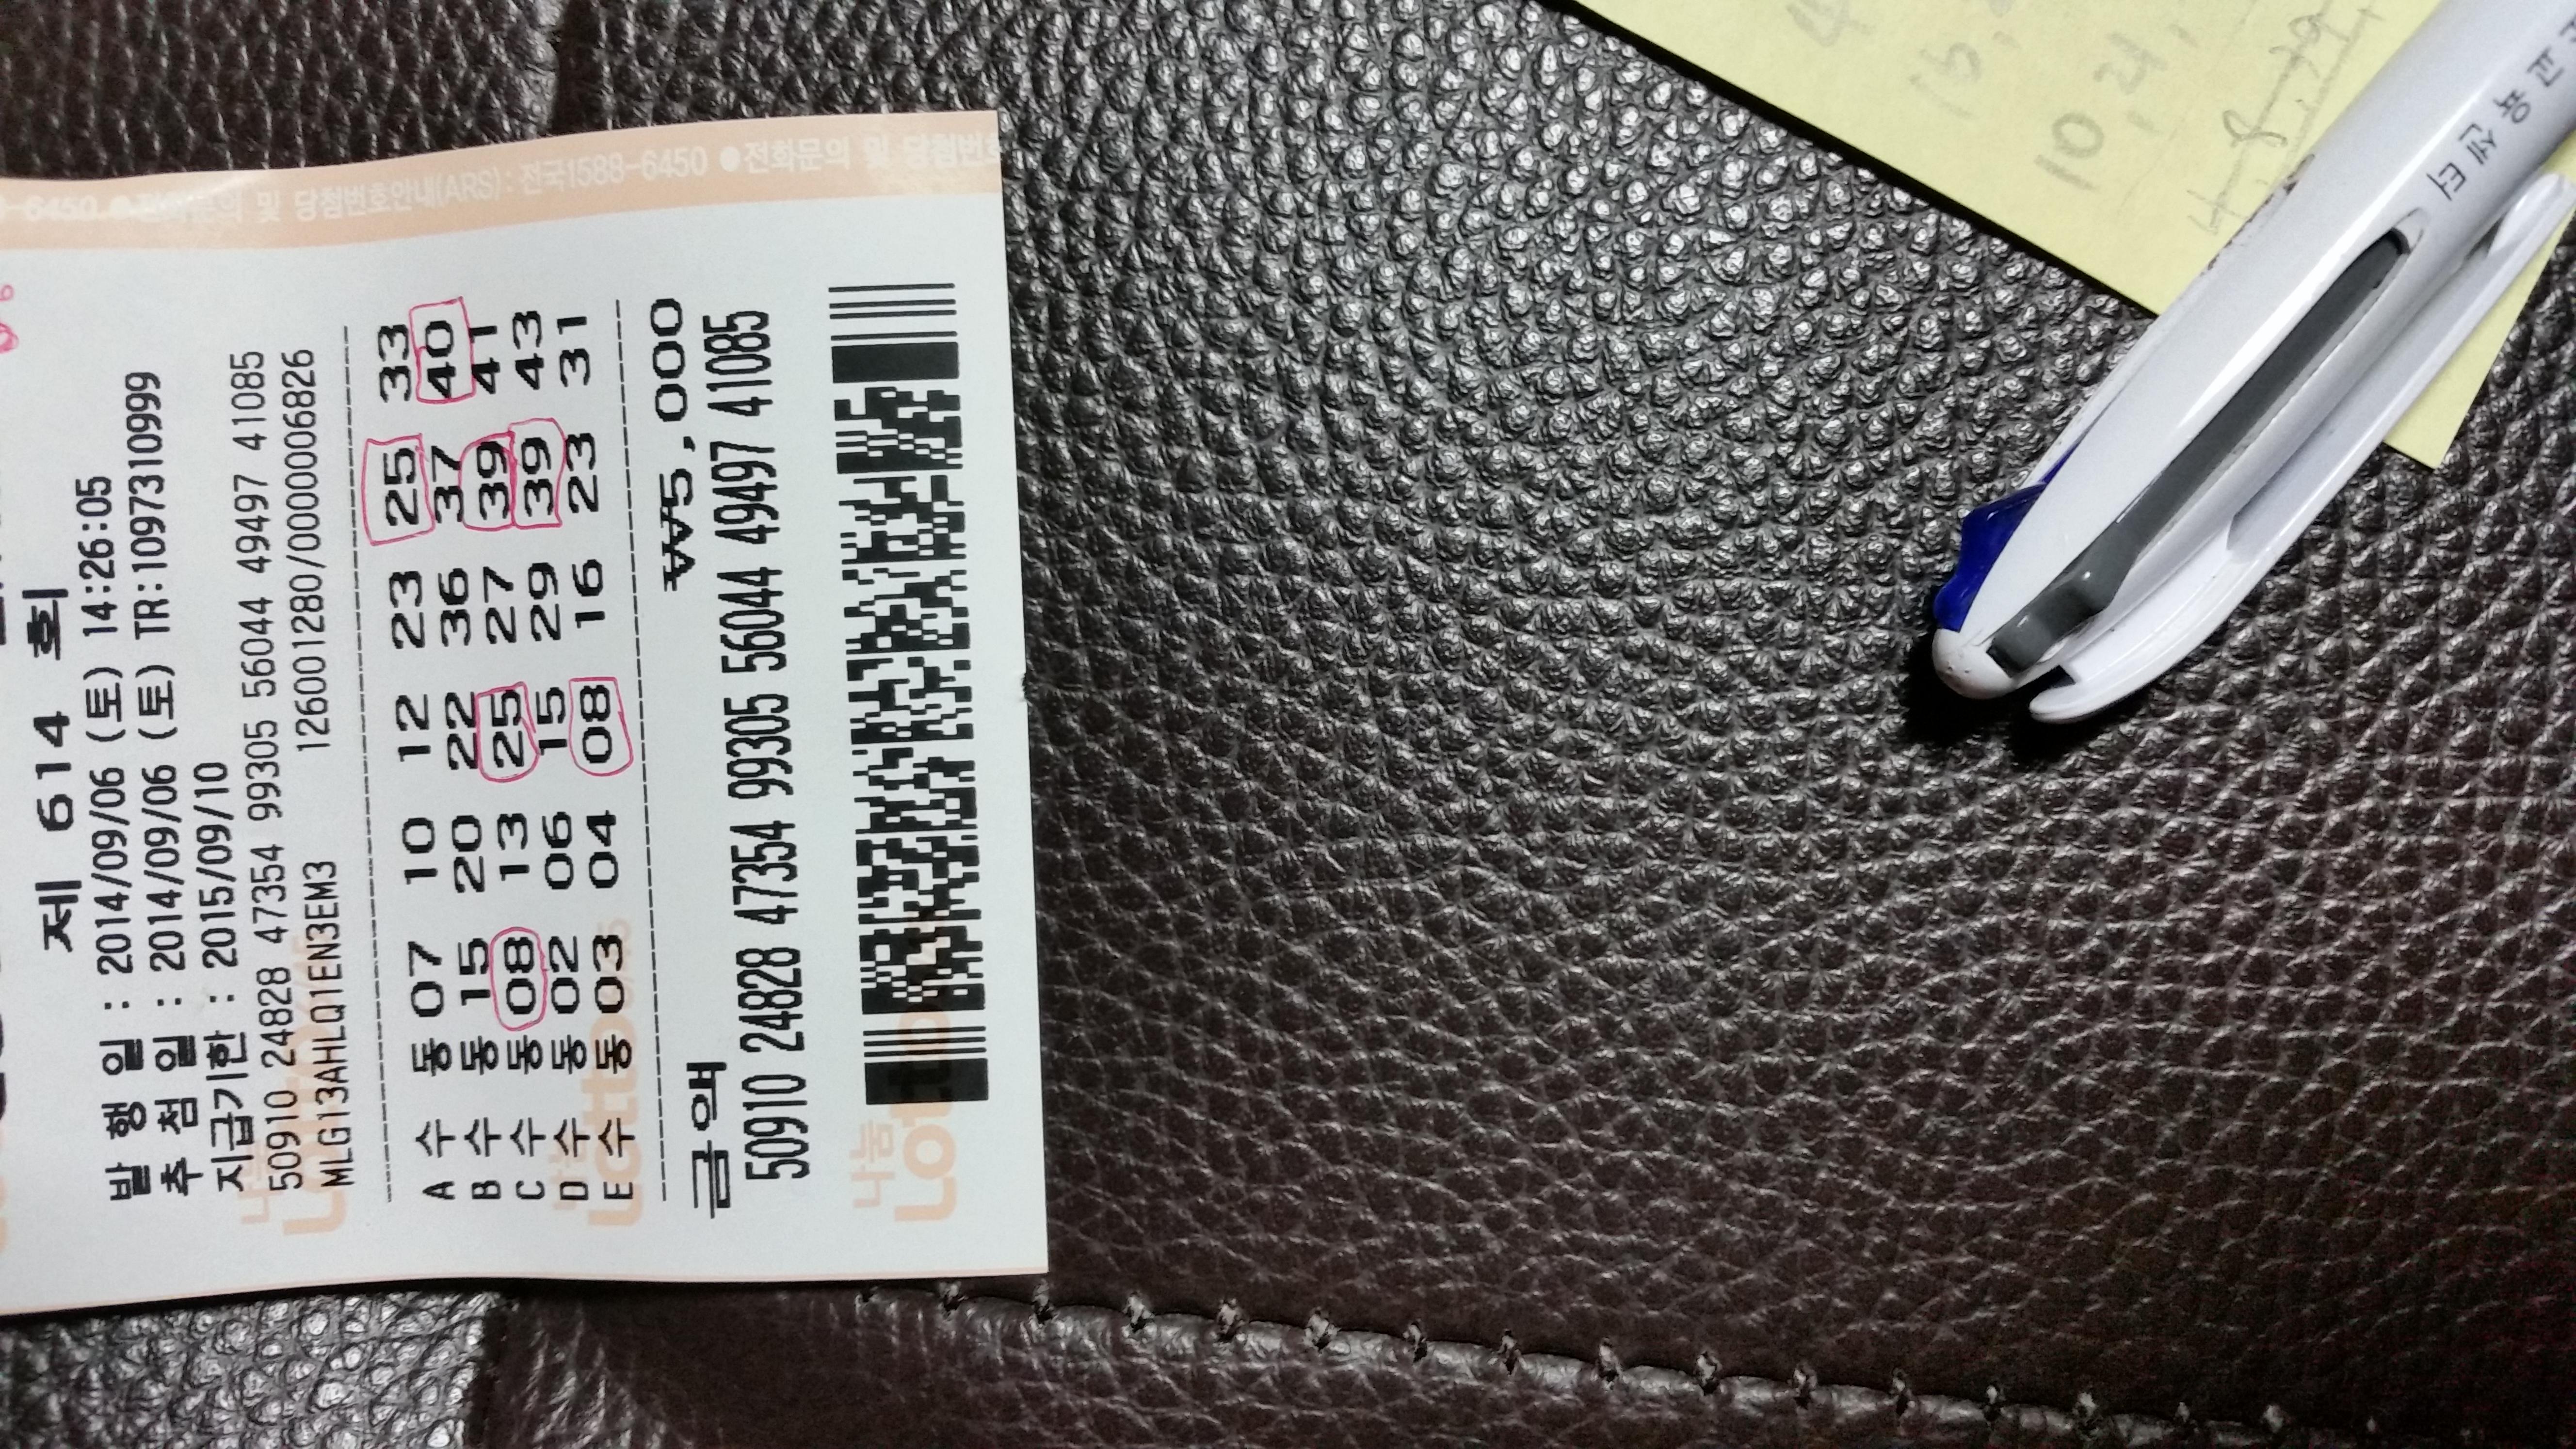 ●전화문의 및 당첨번호안내(ARS): 전국1588-6450 ●전화문의 및 당첨번호
제 614 회
발 행 일 : 2014/09/06 (토) 14:26:05
추 첨 일 : 2014/09/06 (토) TR:1097310999
지급기한 : 2015/09/10
50910 24828 47354 99305 56044 49497 41085
MLG13AHLQ1EN3EM3 1260001280/0000006826
A 수 동 07 10 12 23 25 33
B 수 동 15 20 22 36 37 40
C 수 동 08 13 25 27 39 41
D 수 동 02 06 15 29 39 43
E 수 동 03 04 08 16 23 31
금액 ₩5,000
50910 24828 47354 99305 56044 49497 41085
나눔
Lotto
교육센터
10, 21,